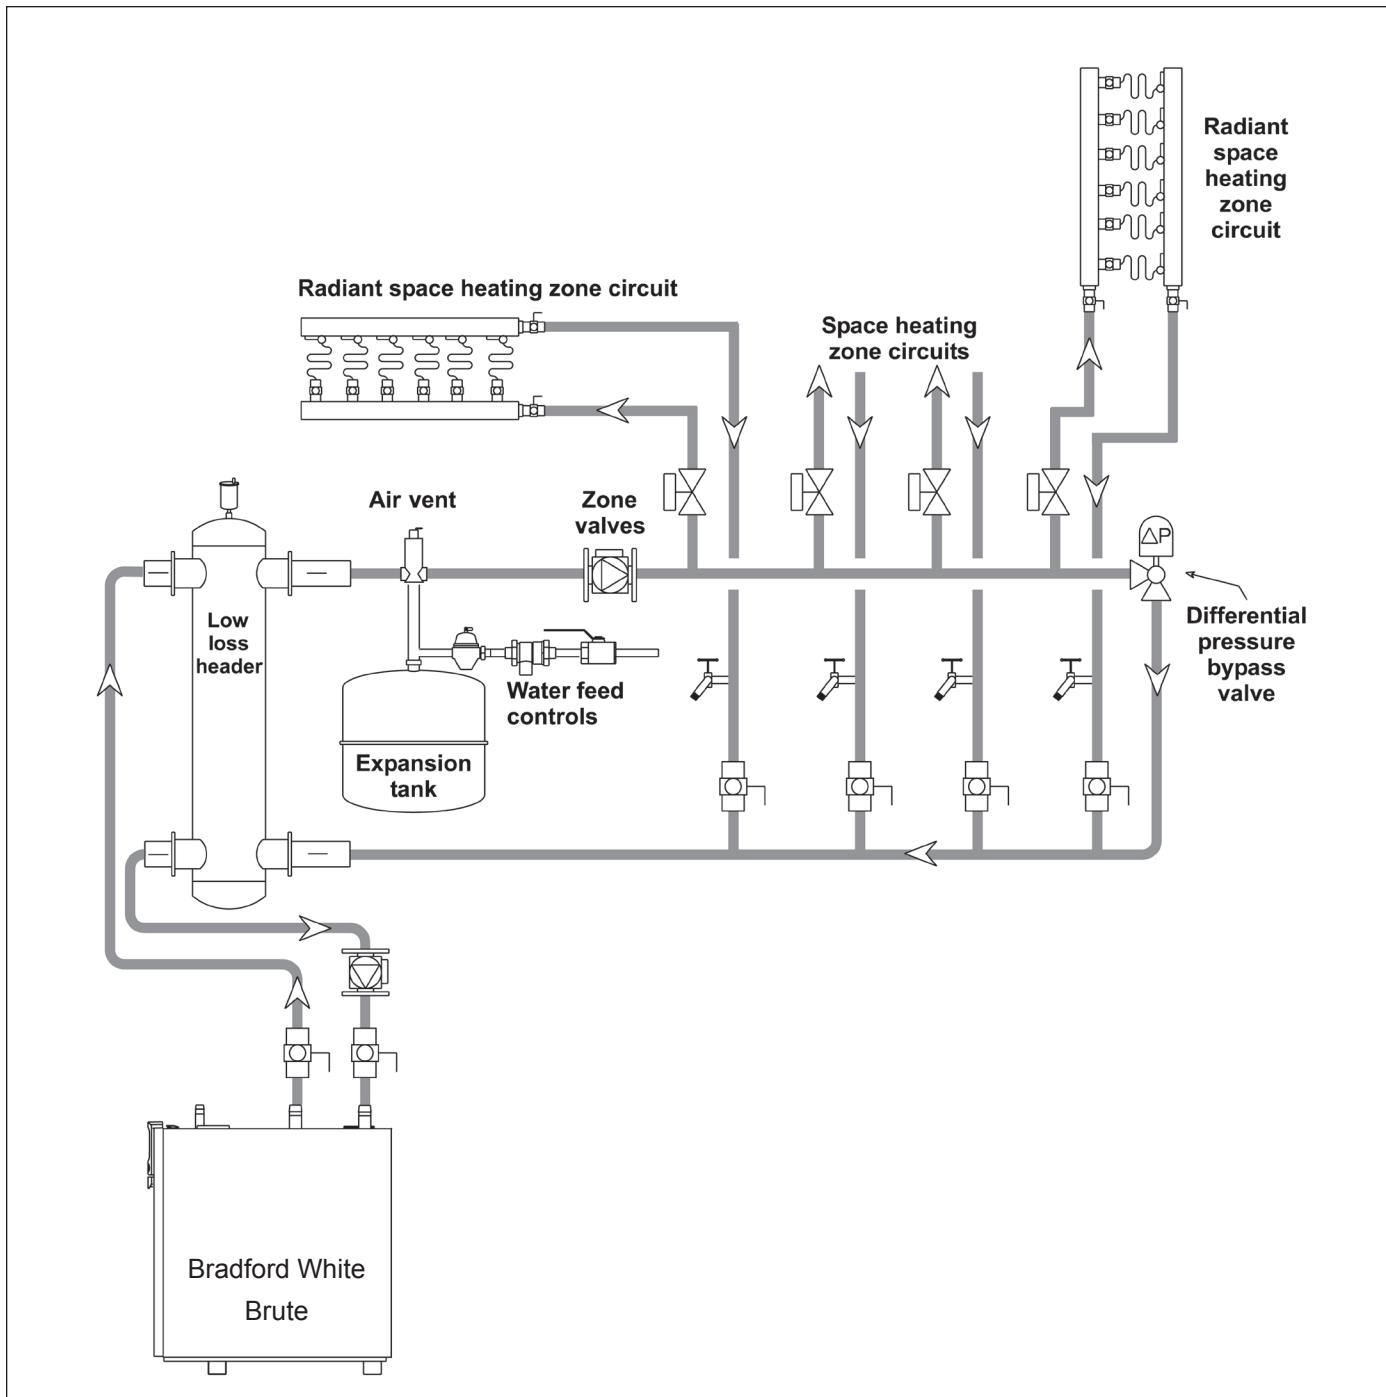 Radiant
space
heating
zone
circuit
Radiant space heating zone circuit
Space heating
zone circuits
Air vent
Zone
valves
△P
Low
loss
header
Differential
pressure
bypass
valve
Water feed
controls
Expansion
tank
Bradford White
Brute